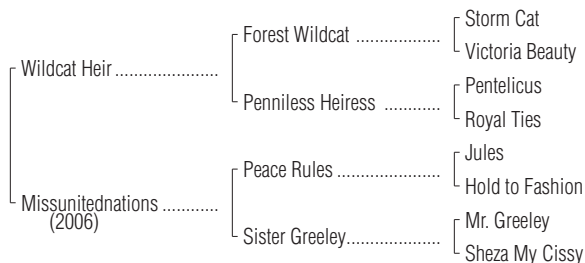 Storm Cat
Forest Wildcat ....................
Victoria Beauty
Wildcat Heir .........................
Pentelicus
Penniless Heiress .............
Royal Ties
Jules
Peace Rules .........................
Hold to Fashion
Missunitednations .............
(2006)
Mr. Greeley
Sister Greeley.......................
Sheza My Cissy